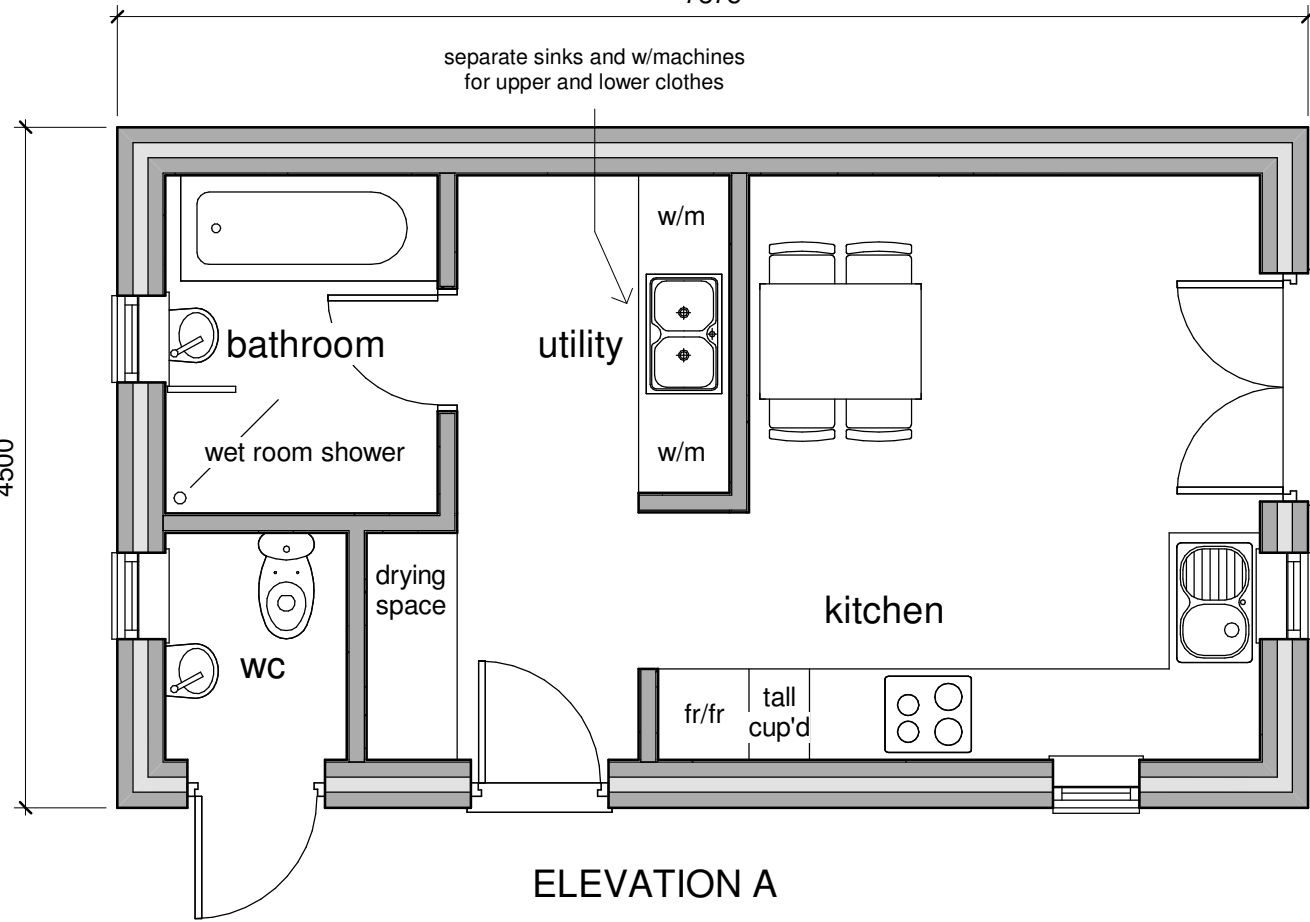 separate sinks and w/machines
for upper and lower clothes
w/m
bathroom
utility
wet room shower
w/m
4500
drying
space
kitchen
wc
fr/fr
tall
cup'd
ELEVATION A